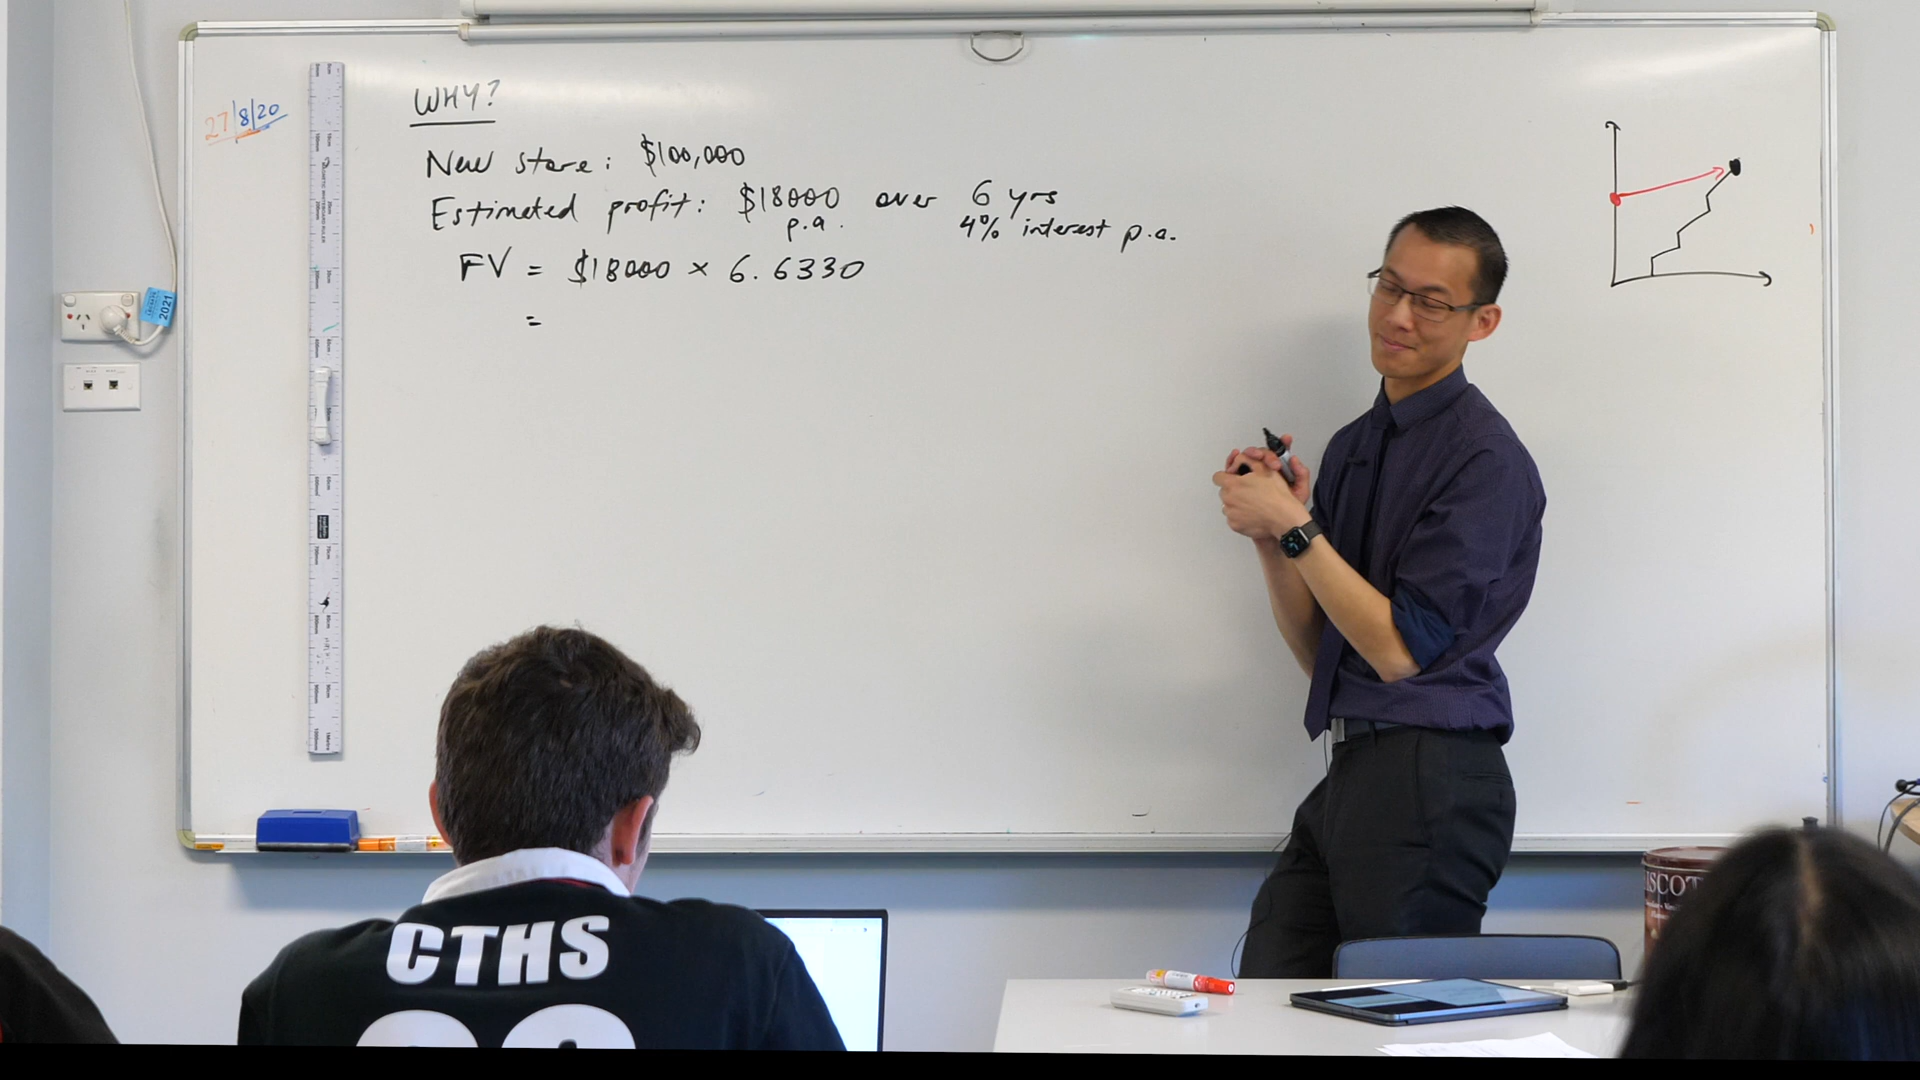 27/8/20
WHY?
New store: $100,000
Estimated profit: $18000 over 6 yrs
p.a. 4% interest p.a.
FV = $18000 × 6.6330
=
2021
CTHS